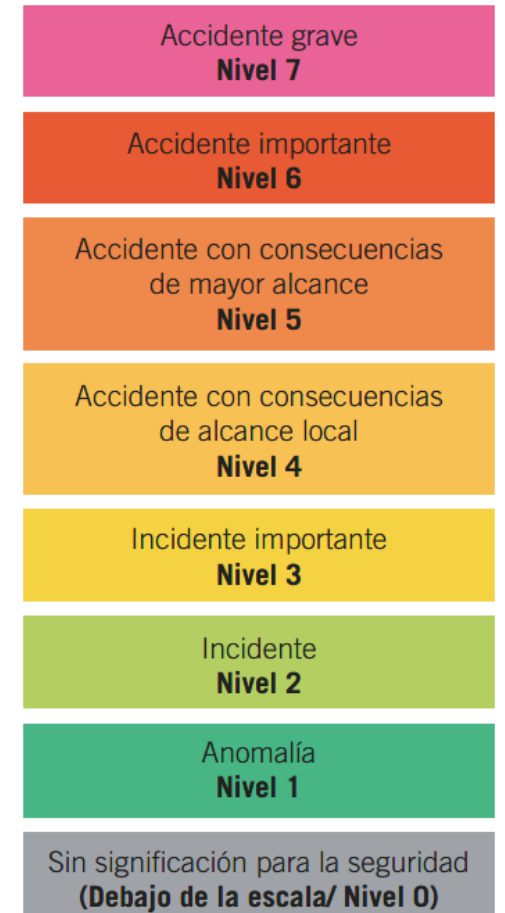 Accidente grave
Nivel 7
Accidente importante
Nivel 6
Accidente con consecuencias
de mayor alcance
Nivel 5
Accidente con consecuencias
de alcance local
Nivel 4
Incidente importante
Nivel 3
Incidente
Nivel 2
Anomalía
Nivel 1
Sin significación para la seguridad
(Debajo de la escala/ Nivel 0)